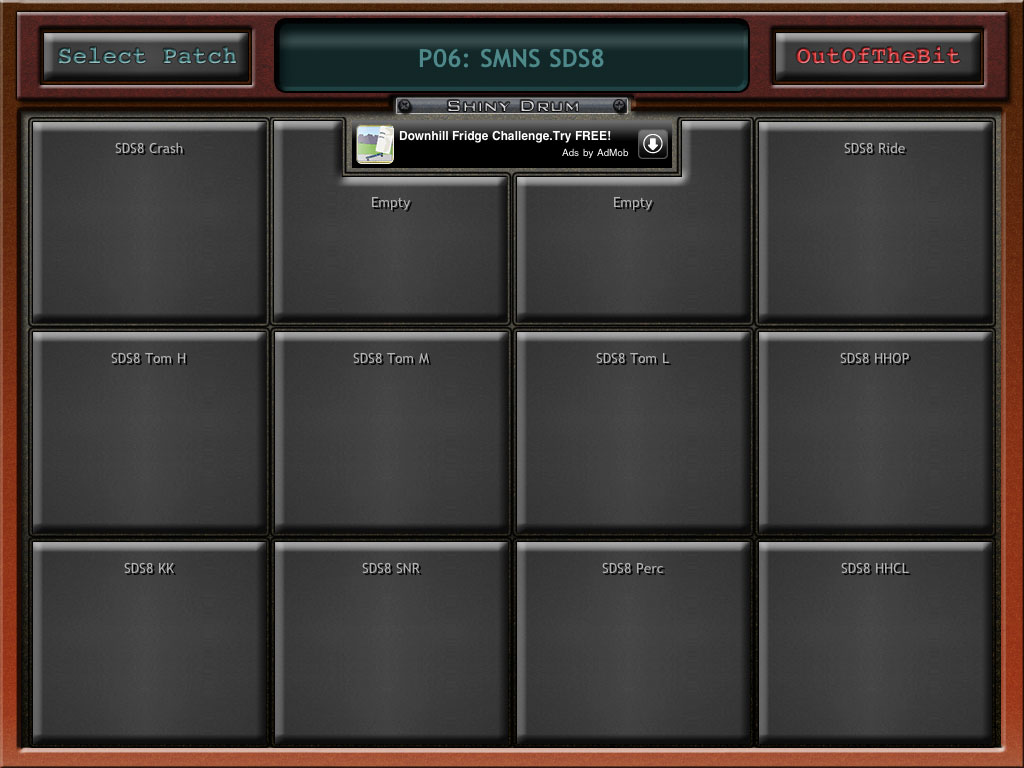 Select Patch
P06: SMNS SDS8
OutOfTheBit
Shiny Drum
Downhill Fridge Challenge.Try FREE!
Ads by AdMob
SDS8 Crash
Empty
Empty
SDS8 Ride
SDS8 Tom H
SDS8 Tom M
SDS8 Tom L
SDS8 HHOP
SDS8 KK
SDS8 SNR
SDS8 Perc
SDS8 HHCL